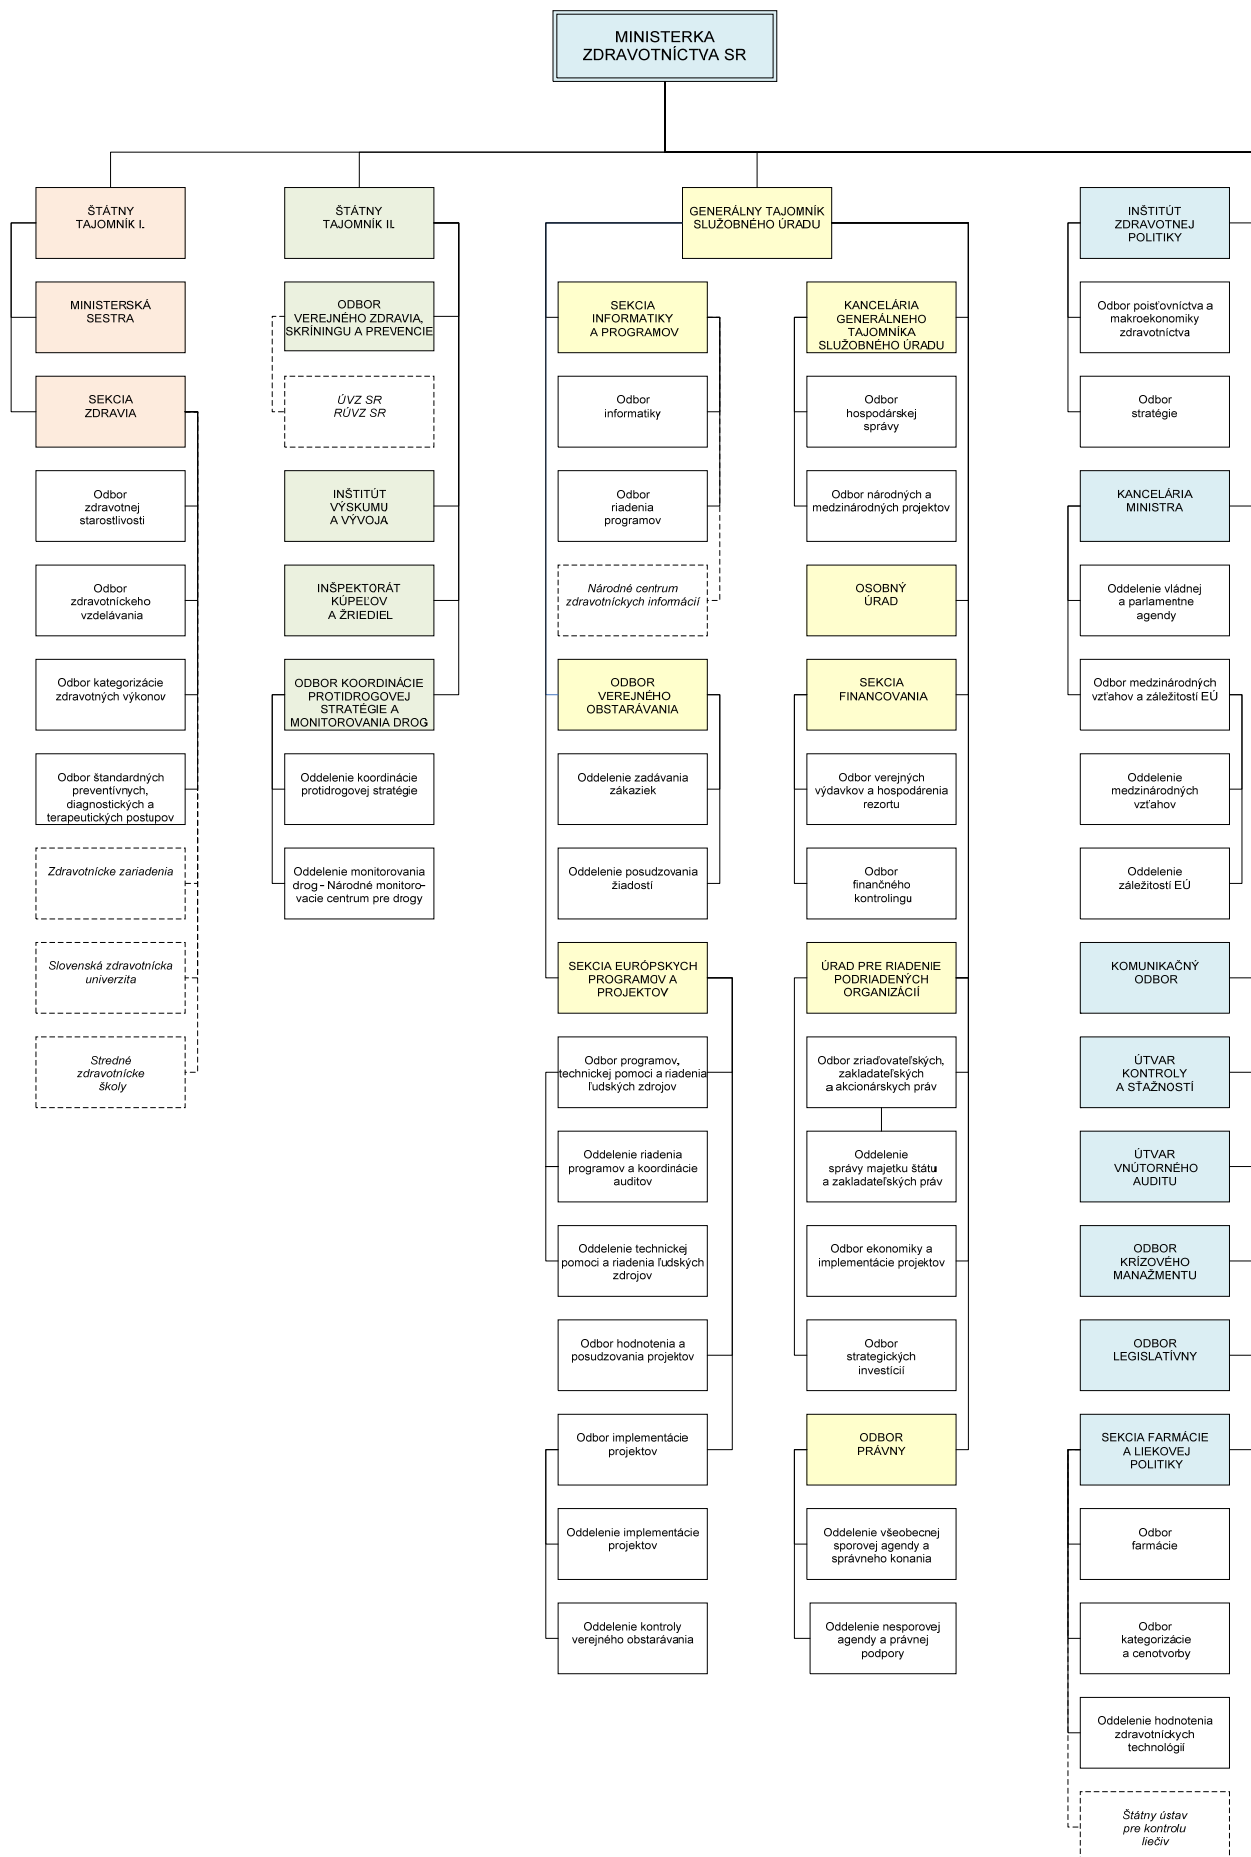 MINISTERKA
ZDRAVOTNÍCTVA SR
ŠTÁTNY
TAJOMNÍK I.
MINISTERSKÁ
SESTRA
SEKCIA
ZDRAVIA
Odbor
zdravotnej
starostlivosti
Odbor
zdravotníckeho
vzdelávania
Odbor kategorizácie
zdravotných výkonov
Odbor štandardných
preventívnych,
diagnostických a
terapeutických postupov
Zdravotnícke zariadenia
Slovenská zdravotnícka
univerzita
Stredné
zdravotnícke
školy
ŠTÁTNY
TAJOMNÍK II.
ODBOR
VEREJNÉHO ZDRAVIA,
SKRÍNINGU A PREVENCIE
ÚVZ SR
RÚVZ SR
INŠTITÚT
VÝSKUMU
A VÝVOJA
INŠPEKTORÁT
KÚPEĽOV
A ŽRIEDIEL
ODBOR KOORDINÁCIE
PROTIDROGOVEJ
STRATÉGIE A
MONITOROVANIA DROG
Oddelenie koordinácie
protidrogovej stratégie
Oddelenie monitorovania
drog – Národné monitoro-
vacie centrum pre drogy
GENERÁLNY TAJOMNÍK
SLUŽOBNÉHO ÚRADU
SEKCIA
INFORMATIKY
A PROGRAMOV
Odbor
informatiky
Odbor
riadenia
programov
Národné centrum
zdravotníckych informácií
ODBOR
VEREJNÉHO
OBSTARÁVANIA
Oddelenie zadávania
zákaziek
Oddelenie posudzovania
žiadostí
SEKCIA EURÓPSKYCH
PROGRAMOV A
PROJEKTOV
Odbor programov,
technickej pomoci a riadenia
ľudských zdrojov
Oddelenie riadenia
programov a koordinácie
auditov
Oddelenie technickej
pomoci a riadenia ľudských
zdrojov
Odbor hodnotenia a
posudzovania projektov
Odbor implementácie
projektov
Oddelenie implementácie
projektov
Oddelenie kontroly
verejného obstarávania
KANCELÁRIA
GENERÁLNEHO
TAJOMNÍKA
SLUŽOBNÉHO ÚRADU
Odbor
hospodárskej
správy
Odbor národných a
medzinárodných projektov
OSOBNÝ
ÚRAD
SEKCIA
FINANCOVANIA
Odbor verejných
výdavkov a hospodárenia
rezortu
Odbor
finančného
kontrolingu
ÚRAD PRE RIADENIE
PODRIADENÝCH
ORGANIZÁCIÍ
Odbor zriaďovateľských,
zakladateľských
a akcionárskych práv
Oddelenie
správy majetku štátu
a zakladateľských práv
Odbor ekonomiky a
implementácie projektov
Odbor
strategických
investícií
ODBOR
PRÁVNY
Oddelenie všeobecnej
sporovej agendy a
správneho konania
Oddelenie nesporovej
agendy a právnej
podpory
INŠTITÚT
ZDRAVOTNEJ
POLITIKY
Odbor poisťovníctva a
makroekonomiky
zdravotníctva
Odbor
stratégie
KANCELÁRIA
MINISTRA
Oddelenie vládnej
a parlamentne
agendy
Odbor medzinárodných
vzťahov a záležitostí EÚ
Oddelenie
medzinárodných
vzťahov
Oddelenie
záležitostí EÚ
KOMUNIKAČNÝ
ODBOR
ÚTVAR
KONTROLY
A SŤAŽNOSTÍ
ÚTVAR
VNÚTORNÉHO
AUDITU
ODBOR
KRÍZOVÉHO
MANAŽMENTU
ODBOR
LEGISLATÍVNY
SEKCIA FARMÁCIE
A LIEKOVEJ
POLITIKY
Odbor
farmácie
Odbor
kategorizácie
a cenotvorby
Oddelenie hodnotenia
zdravotníckych
technológií
Štátny ústav
pre kontrolu
liečiv